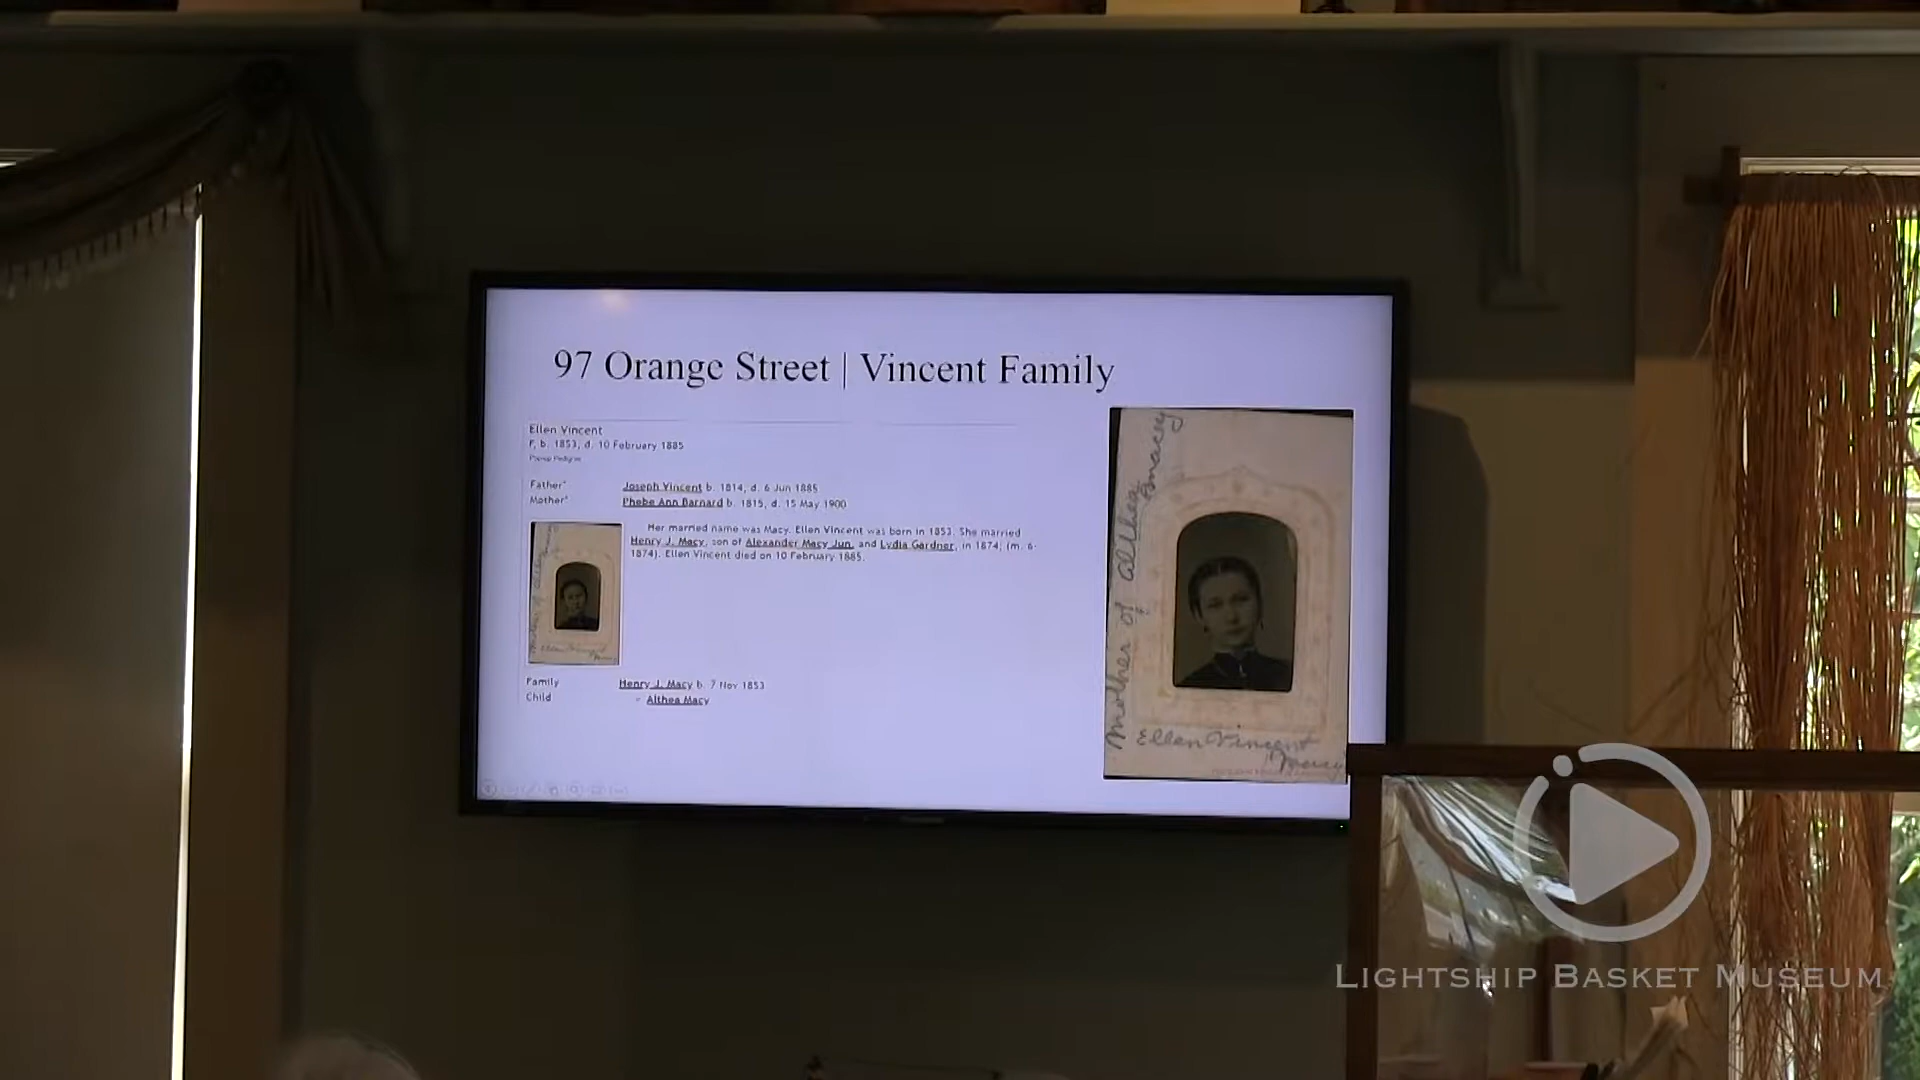 97 Orange Street | Vincent Family
Ellen Vincent
F, b. 1853, d. 10 February 1885
Popup Pedigree
Father* Joseph Vincent b. 1814, d. 6 Jun 1885
Mother* Phebe Ann Barnard b. 1815, d. 15 May 1900
Her married name was Macy. Ellen Vincent was born in 1853. She married
Henry J. Macy, son of Alexander Macy Jun. and Lydia Gardner, in 1874; (m. 6-
1874). Ellen Vincent died on 10 February 1885.
Family Henry J. Macy b. 7 Nov 1853
Child Althea Macy
Mother of Althea
Macey
Ellen Vincent
Macy
LIGHTSHIP BASKET MUSEUM